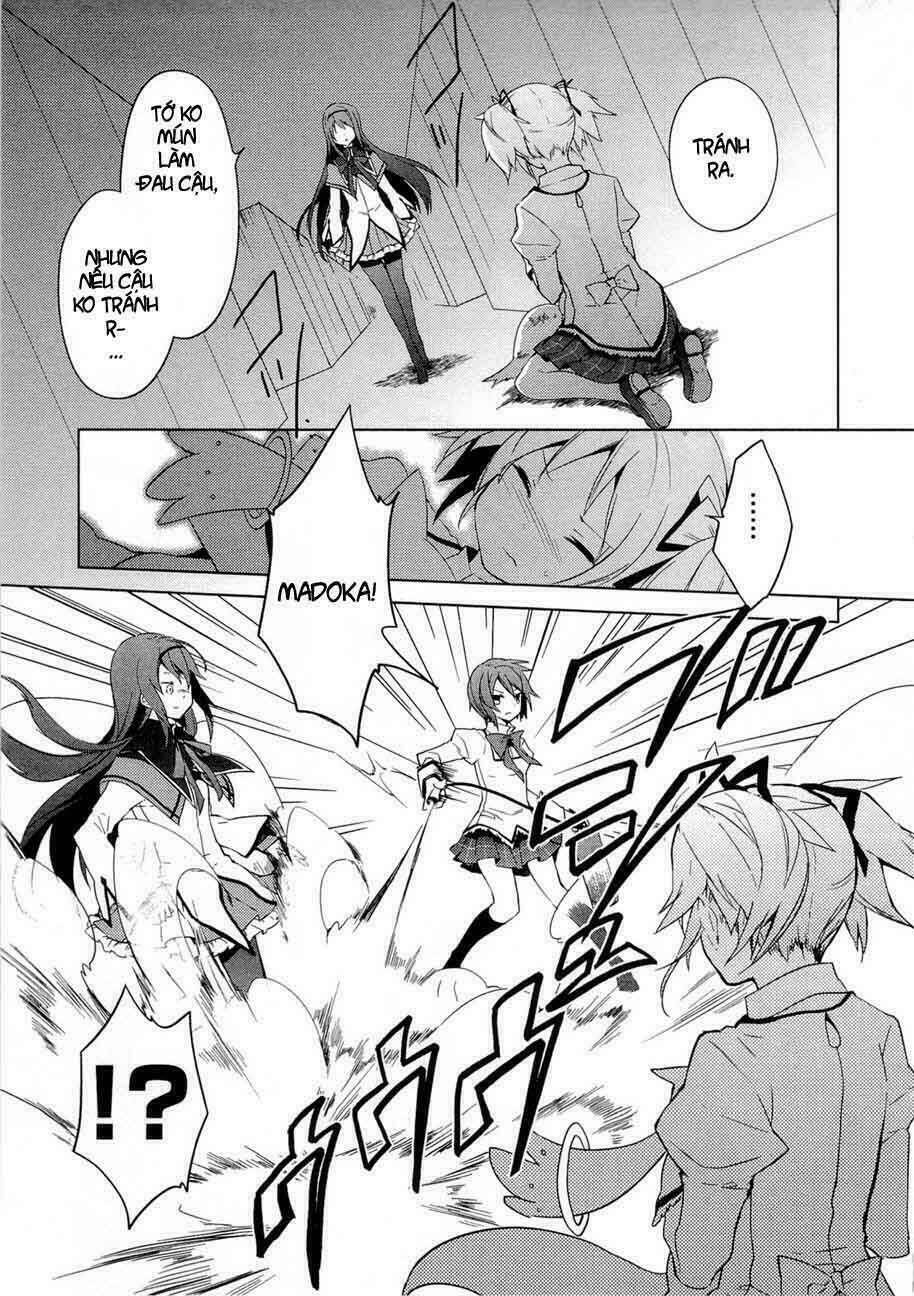 TRÁNH
RA.
TỚ KO
MÚN
LÀM
ĐAU CẬU,
NHƯNG
NẾU CẬU
KO TRÁNH
R-
...
......
MADOKA!
!?